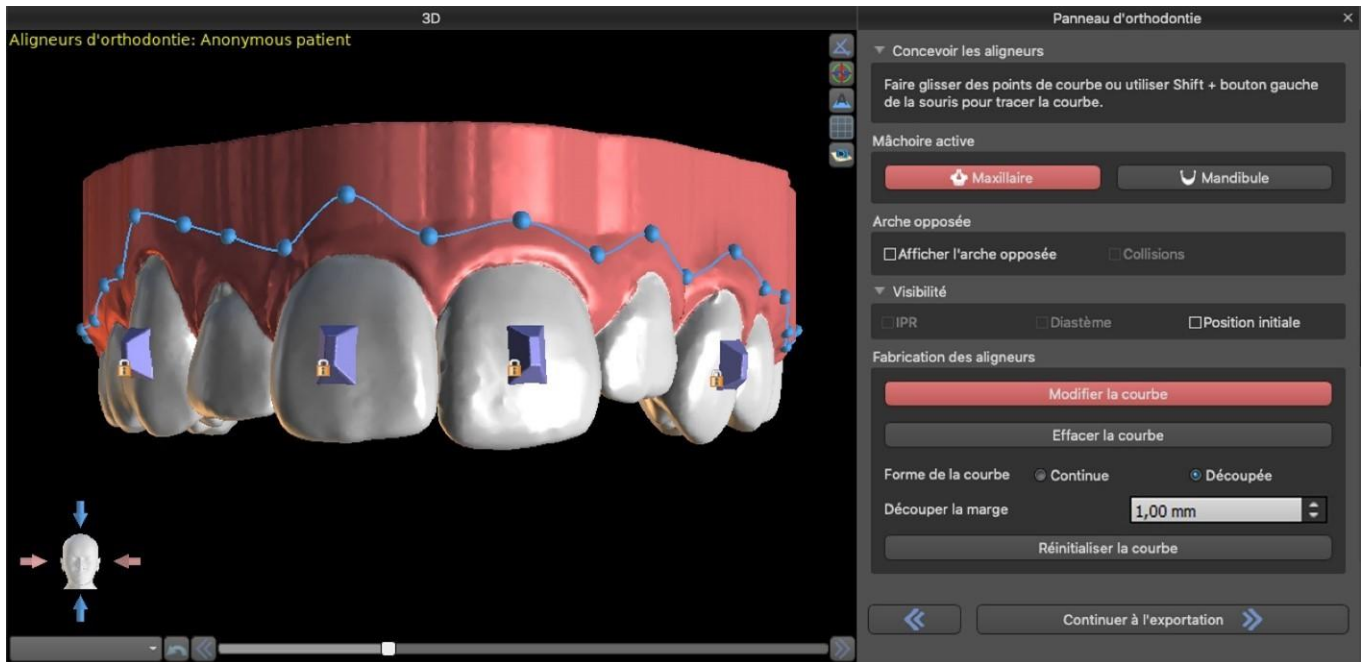 3D
Panneau d'orthodontie
Aligneurs d'orthodontie: Anonymous patient
Concevoir les aligneurs
Faire glisser des points de courbe ou utiliser Shift + bouton gauche
de la souris pour tracer la courbe.
Mâchoire active
Maxillaire
Mandibule
Arche opposée
Afficher l'arche opposée
Collisions
Visibilité
IPR
Diastème
Position initiale
Fabrication des aligneurs
Modifier la courbe
Effacer la courbe
Forme de la courbe
Continue
Découpée
Découper la marge
1,00 mm
Réinitialiser la courbe
Continuer à l'exportation